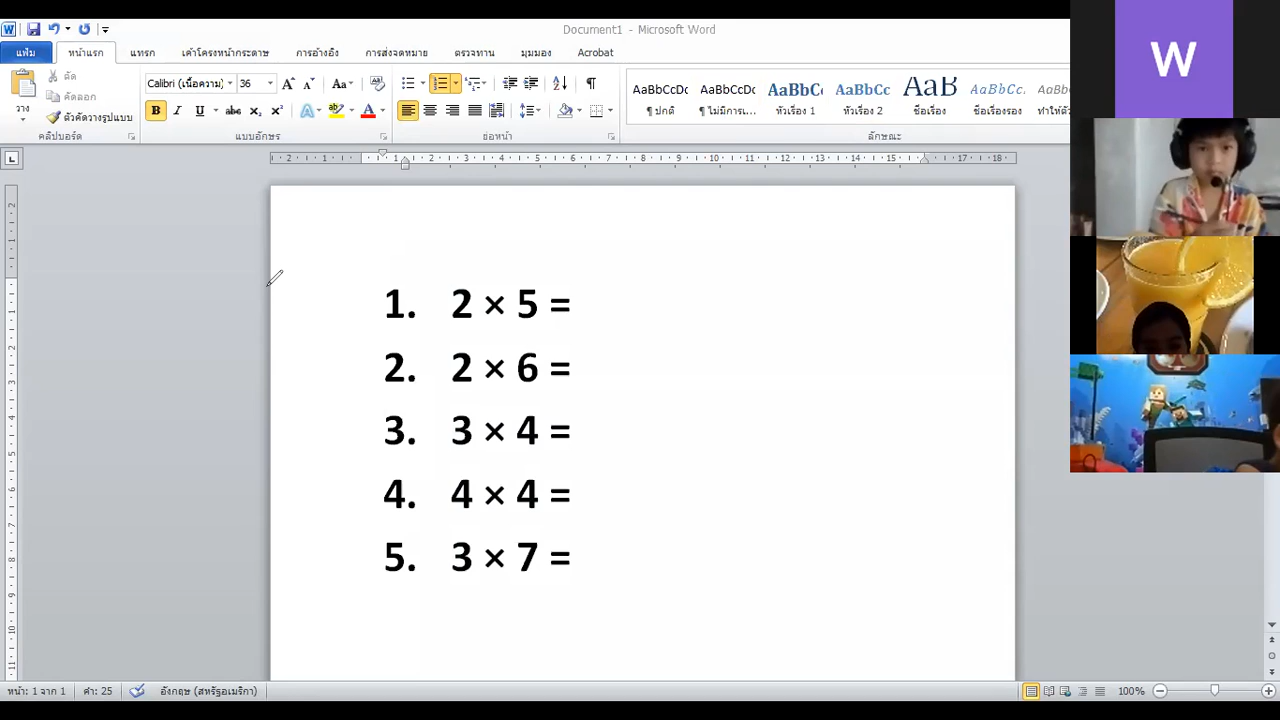 Document1 - Microsoft Word
แฟ้ม หน้าแรก แทรก เค้าโครงหน้ากระดาษ การอ้างอิง การส่งจดหมาย ตรวจทาน มุมมอง Acrobat
วาง
ตัด
คัดลอก
ตัวคัดวางรูปแบบ
คลิปบอร์ด
Calibri (เนื้อความ) 36
แบบอักษร
ย่อหน้า
AaBbCcDc AaBbCcDc AaBbC AaBbCc AaB AaBbCc. AaBbCcDc
¶ ปกติ ¶ ไม่มีการเ... หัวเรื่อง 1 หัวเรื่อง 2 ชื่อเรื่อง ชื่อเรื่องรอง ทำให้ตัว
ลักษณะ
W
1. 2 × 5 =
2. 2 × 6 =
3. 3 × 4 =
4. 4 × 4 =
5. 3 × 7 =
หน้า: 1 จาก 1 คำ: 25 อังกฤษ (สหรัฐอเมริกา) 100%